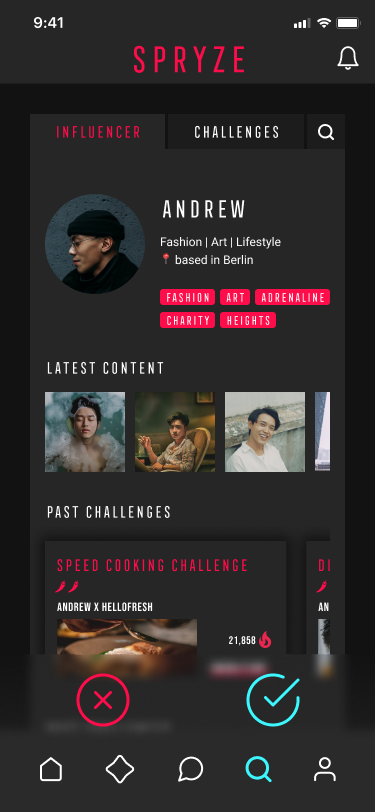 9:41
SPRYZE
INFLUENCER
CHALLENGES
ANDREW
Fashion | Art | Lifestyle
📍 based in Berlin
FASHION ART ADRENALINE
CHARITY HEIGHTS
LATEST CONTENT
PAST CHALLENGES
SPEED COOKING CHALLENGE DI
ANDREW X HELLOFRESH AN
21,858